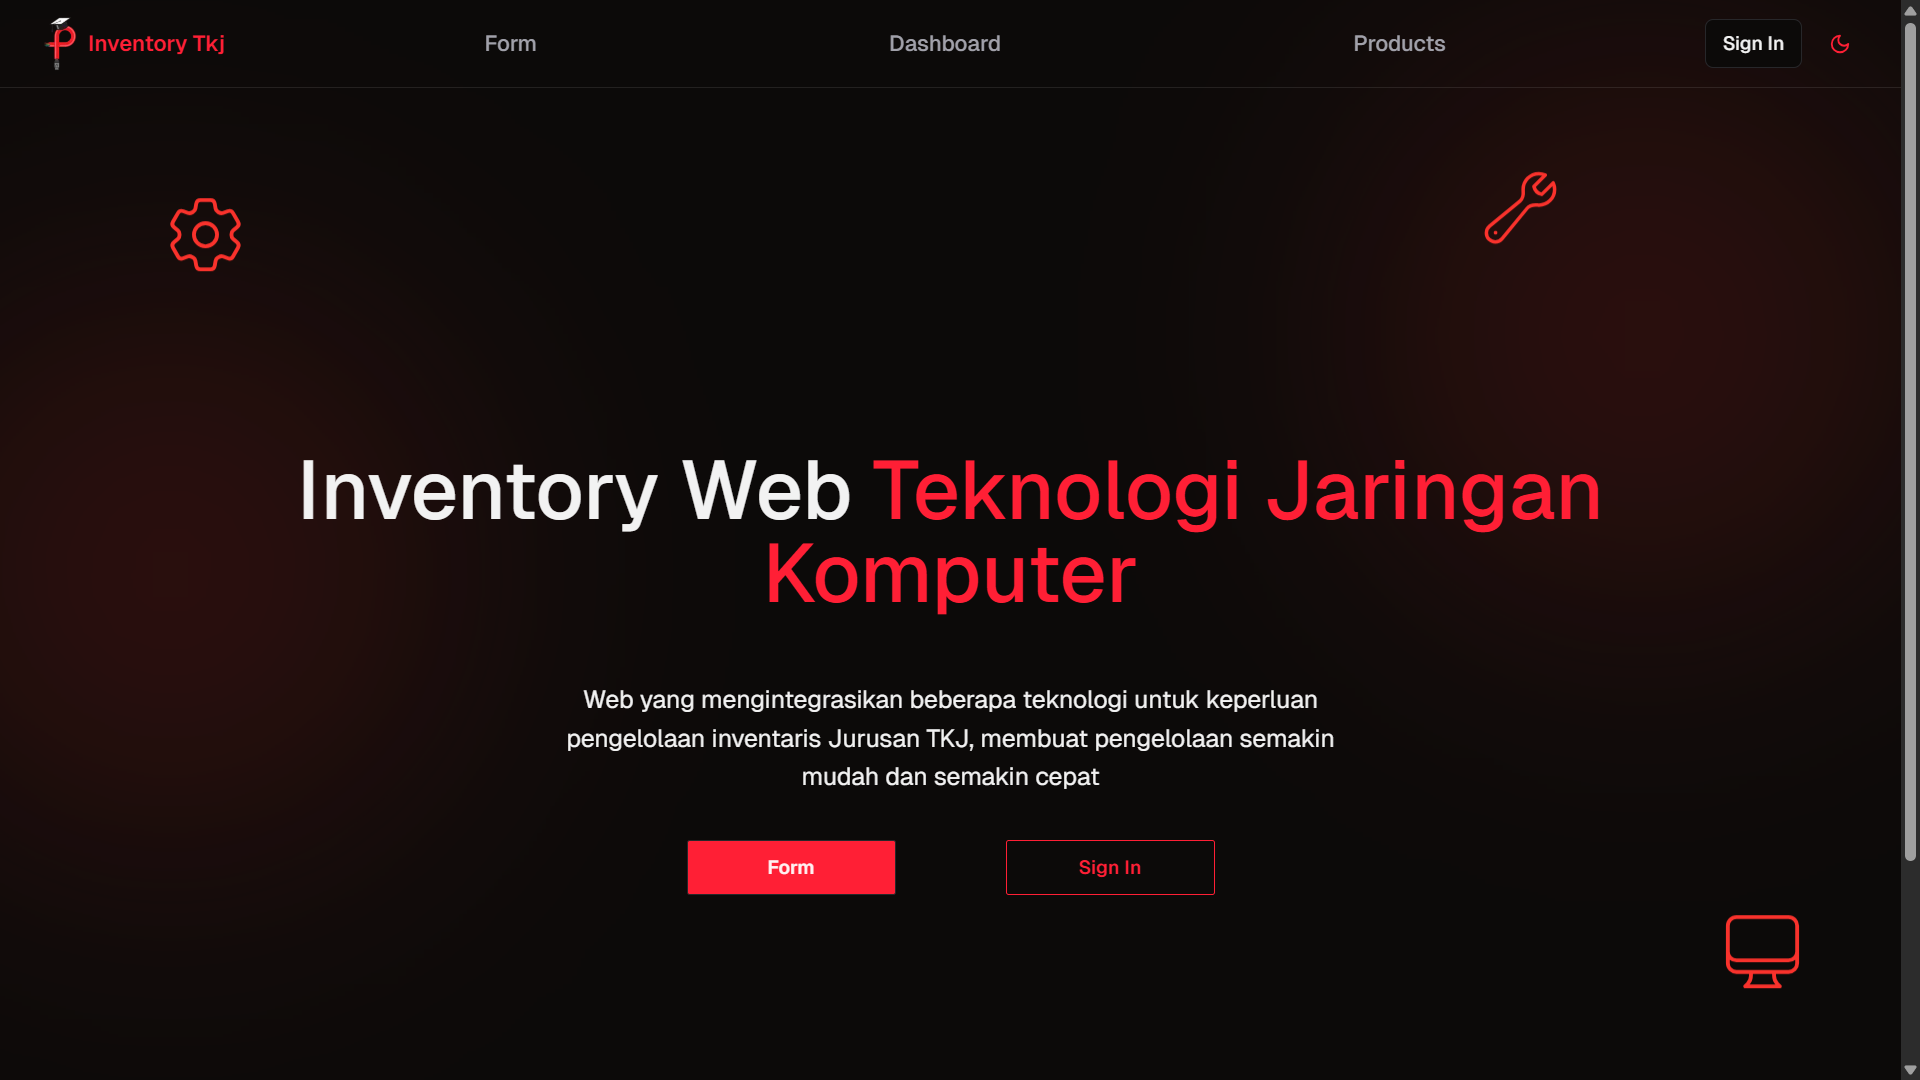 Inventory Tkj
Form
Dashboard
Products
Sign In
Inventory Web Teknologi Jaringan
Komputer
Web yang mengintegrasikan beberapa teknologi untuk keperluan
pengelolaan inventaris Jurusan TKJ, membuat pengelolaan semakin
mudah dan semakin cepat
Form
Sign In